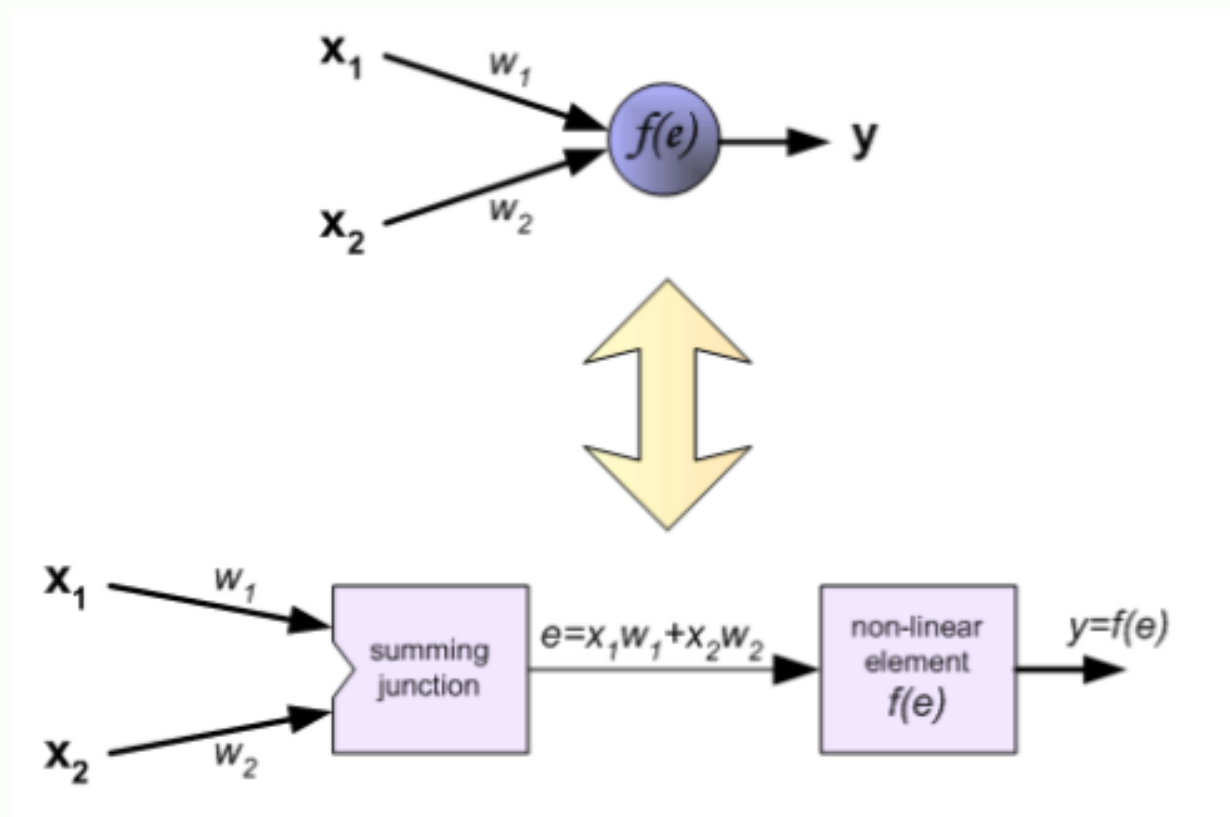 x₁
w₁
f(e)
y
x₂
w₂
x₁
w₁
summing
junction
e=x₁w₁+x₂w₂
non-linear
element
f(e)
y=f(e)
x₂
w₂